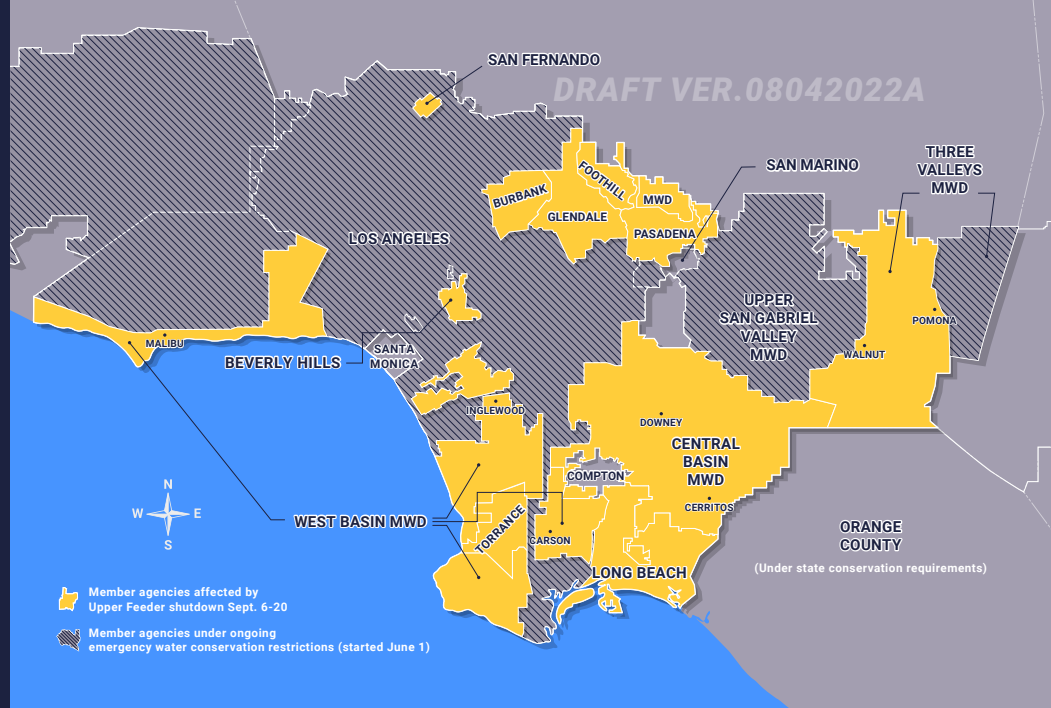 SAN FERNANDO
DRAFT VER.08042022A
THREE
VALLEYS
MWD
SAN MARINO
BURBANK
FOOTHILL
MWD
GLENDALE
PASADENA
LOS ANGELES
UPPER
SAN GABRIEL
VALLEY
MWD
POMONA
WALNUT
MALIBU
BEVERLY HILLS
SANTA
MONICA
INGLEWOOD
DOWNEY
CENTRAL
BASIN
MWD
COMPTON
CERRITOS
N
W E
S
WEST BASIN MWD
TORRANCE
CARSON
ORANGE
COUNTY
(Under state conservation requirements)
LONG BEACH
Member agencies affected by
Upper Feeder shutdown Sept. 6-20
Member agencies under ongoing
emergency water conservation restrictions (started June 1)